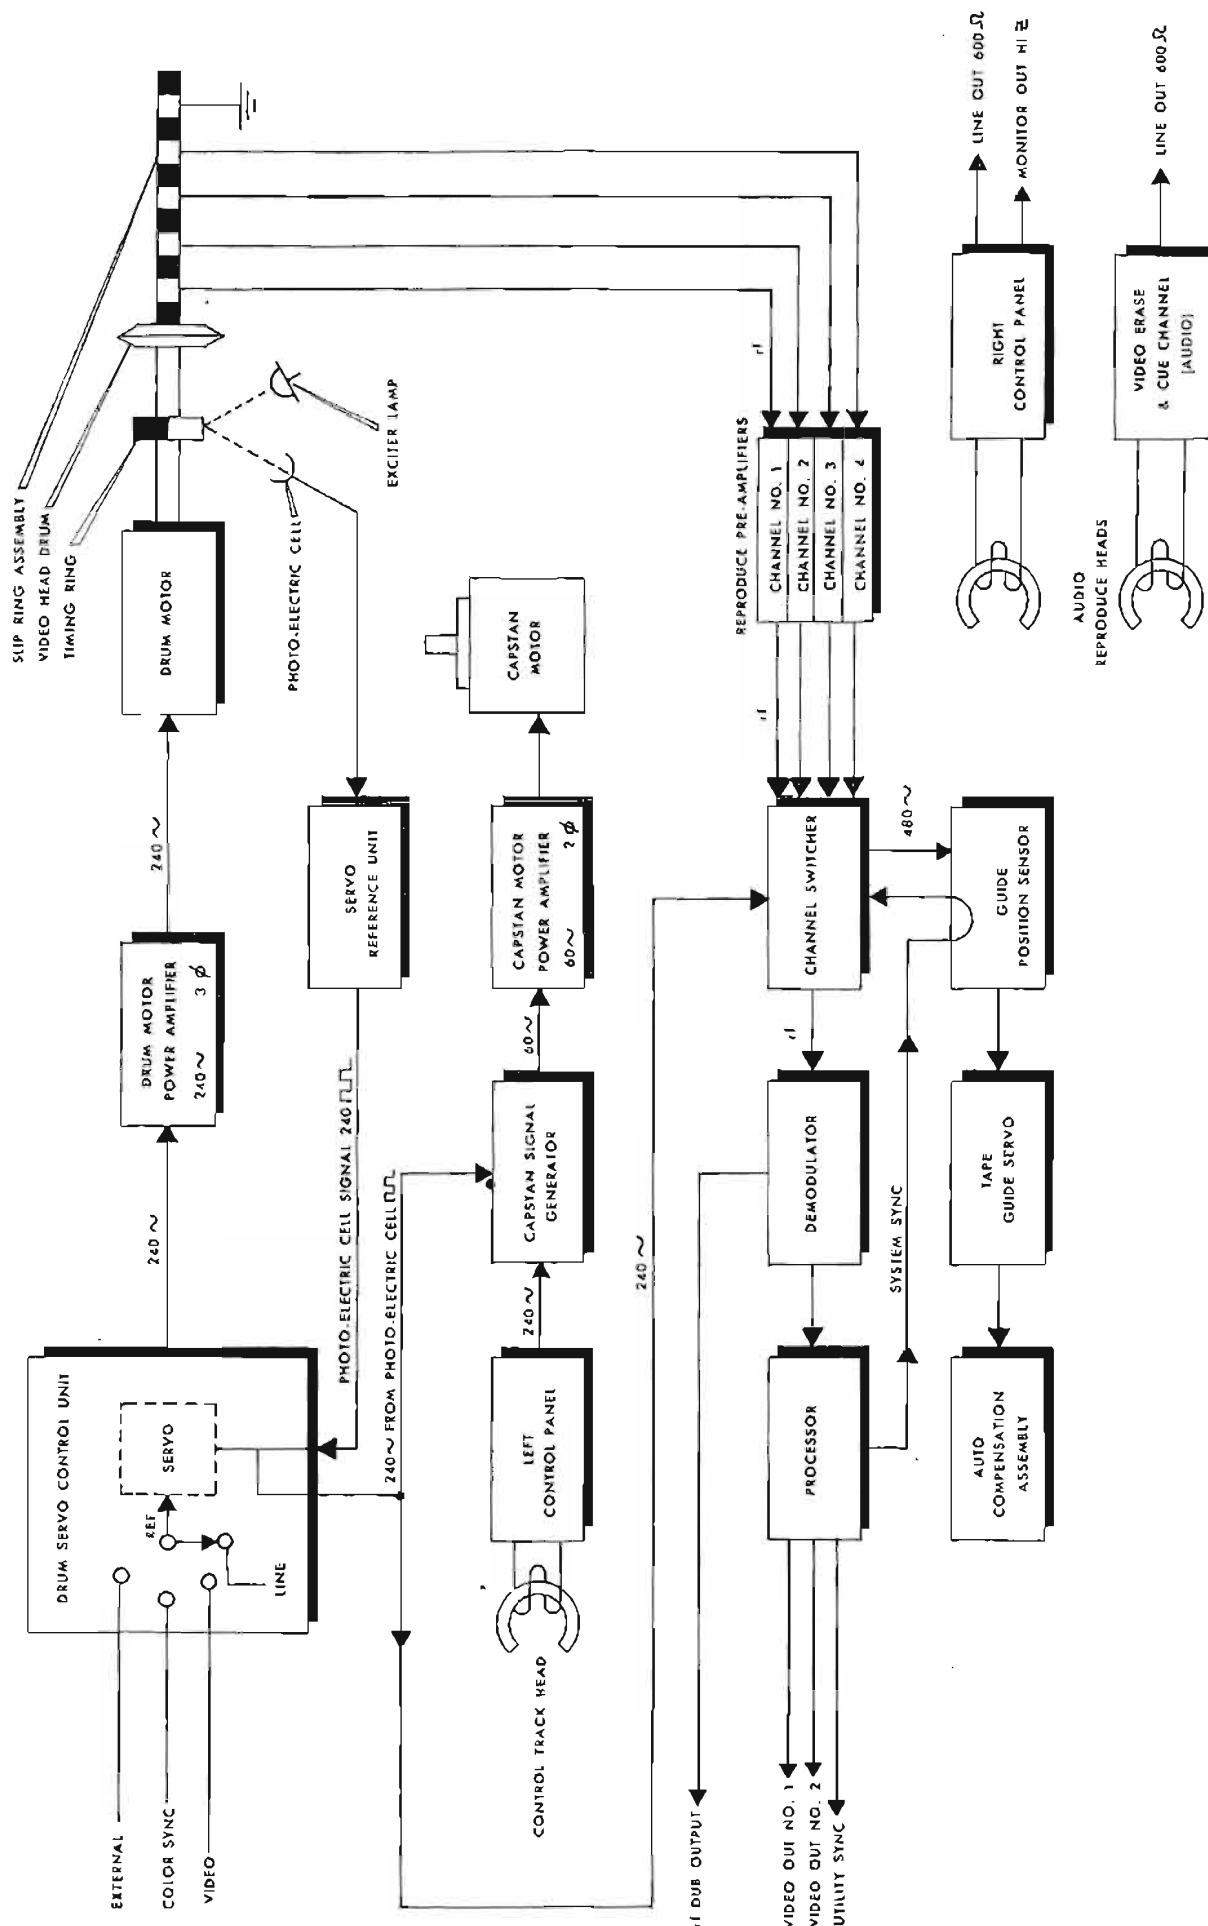 SLIP RING ASSEMBLY
VIDEO HEAD DRUM
TIMING RING
EXTERNAL
COLOR SYNC
VIDEO
DRUM SERVO CONTROL UNIT
SERVO
REF
LINE
240~
DRUM MOTOR
POWER AMPLIFIER
240~ 3 φ
240~
DRUM MOTOR
PHOTO-ELECTRIC CELL
EXCITER LAMP
PHOTO-ELECTRIC CELL SIGNAL 240
SERVO
REFERENCE UNIT
240~ FROM PHOTO-ELECTRIC CELL
CONTROL TRACK HEAD
LEFT
CONTROL PANEL
240~
CAPSTAN SIGNAL
GENERATOR
60~
CAPSTAN MOTOR
POWER AMPLIFIER
60~ 2 φ
CAPSTAN
MOTOR
240~
rf DUB OUTPUT
VIDEO OUT NO. 1
VIDEO OUT NO. 2
UTILITY SYNC
PROCESSOR
DEMODULATOR
rf
CHANNEL SWITCHER
rf
REPRODUCE PRE-AMPLIFIERS
CHANNEL NO. 1
CHANNEL NO. 2
CHANNEL NO. 3
CHANNEL NO. 4
rf
SYSTEM SYNC
480~
AUTO
COMPENSATION
ASSEMBLY
TAPE
GUIDE SERVO
GUIDE
POSITION SENSOR
AUDIO
REPRODUCE HEADS
RIGHT
CONTROL PANEL
LINE OUT 600Ω
MONITOR OUT HI Z
VIDEO ERASE
& CUE CHANNEL
[AUDIO]
LINE OUT 600Ω